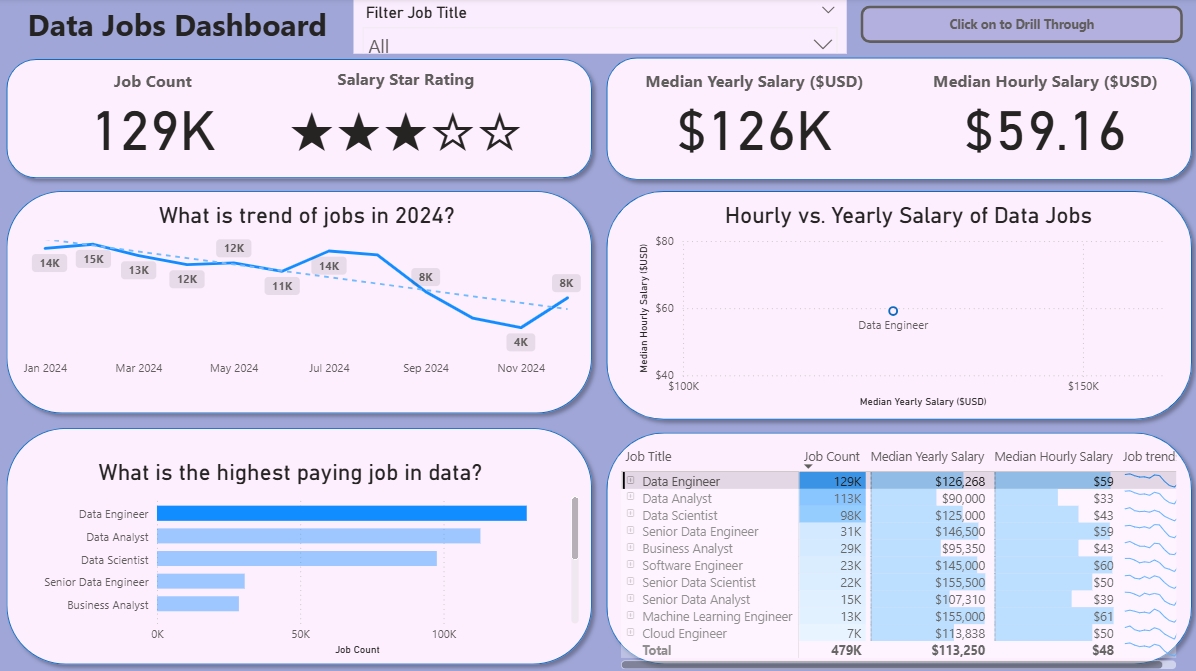 Data Jobs Dashboard
Filter Job Title
All
Click on to Drill Through
Job Count
129K
Salary Star Rating
★★★☆☆
Median Yearly Salary ($USD)
$126K
Median Hourly Salary ($USD)
$59.16
What is trend of jobs in 2024?
14K
15K
13K
12K
12K
11K
14K
8K
4K
8K
Jan 2024 Mar 2024 May 2024 Jul 2024 Sep 2024 Nov 2024
Hourly vs. Yearly Salary of Data Jobs
Median Hourly Salary ($USD)
$80
$60
$40
Data Engineer
$100K $150K
Median Yearly Salary ($USD)
What is the highest paying job in data?
Data Engineer
Data Analyst
Data Scientist
Senior Data Engineer
Business Analyst
0K 50K 100K
Job Count
Job Title Job Count Median Yearly Salary Median Hourly Salary Job trend
Data Engineer 129K $126,268 $59
Data Analyst 113K $90,000 $33
Data Scientist 98K $125,000 $43
Senior Data Engineer 31K $146,500 $59
Business Analyst 29K $95,350 $43
Software Engineer 23K $145,000 $60
Senior Data Scientist 22K $155,500 $50
Senior Data Analyst 15K $107,310 $39
Machine Learning Engineer 13K $155,000 $61
Cloud Engineer 7K $113,838 $50
Total 479K $113,250 $48